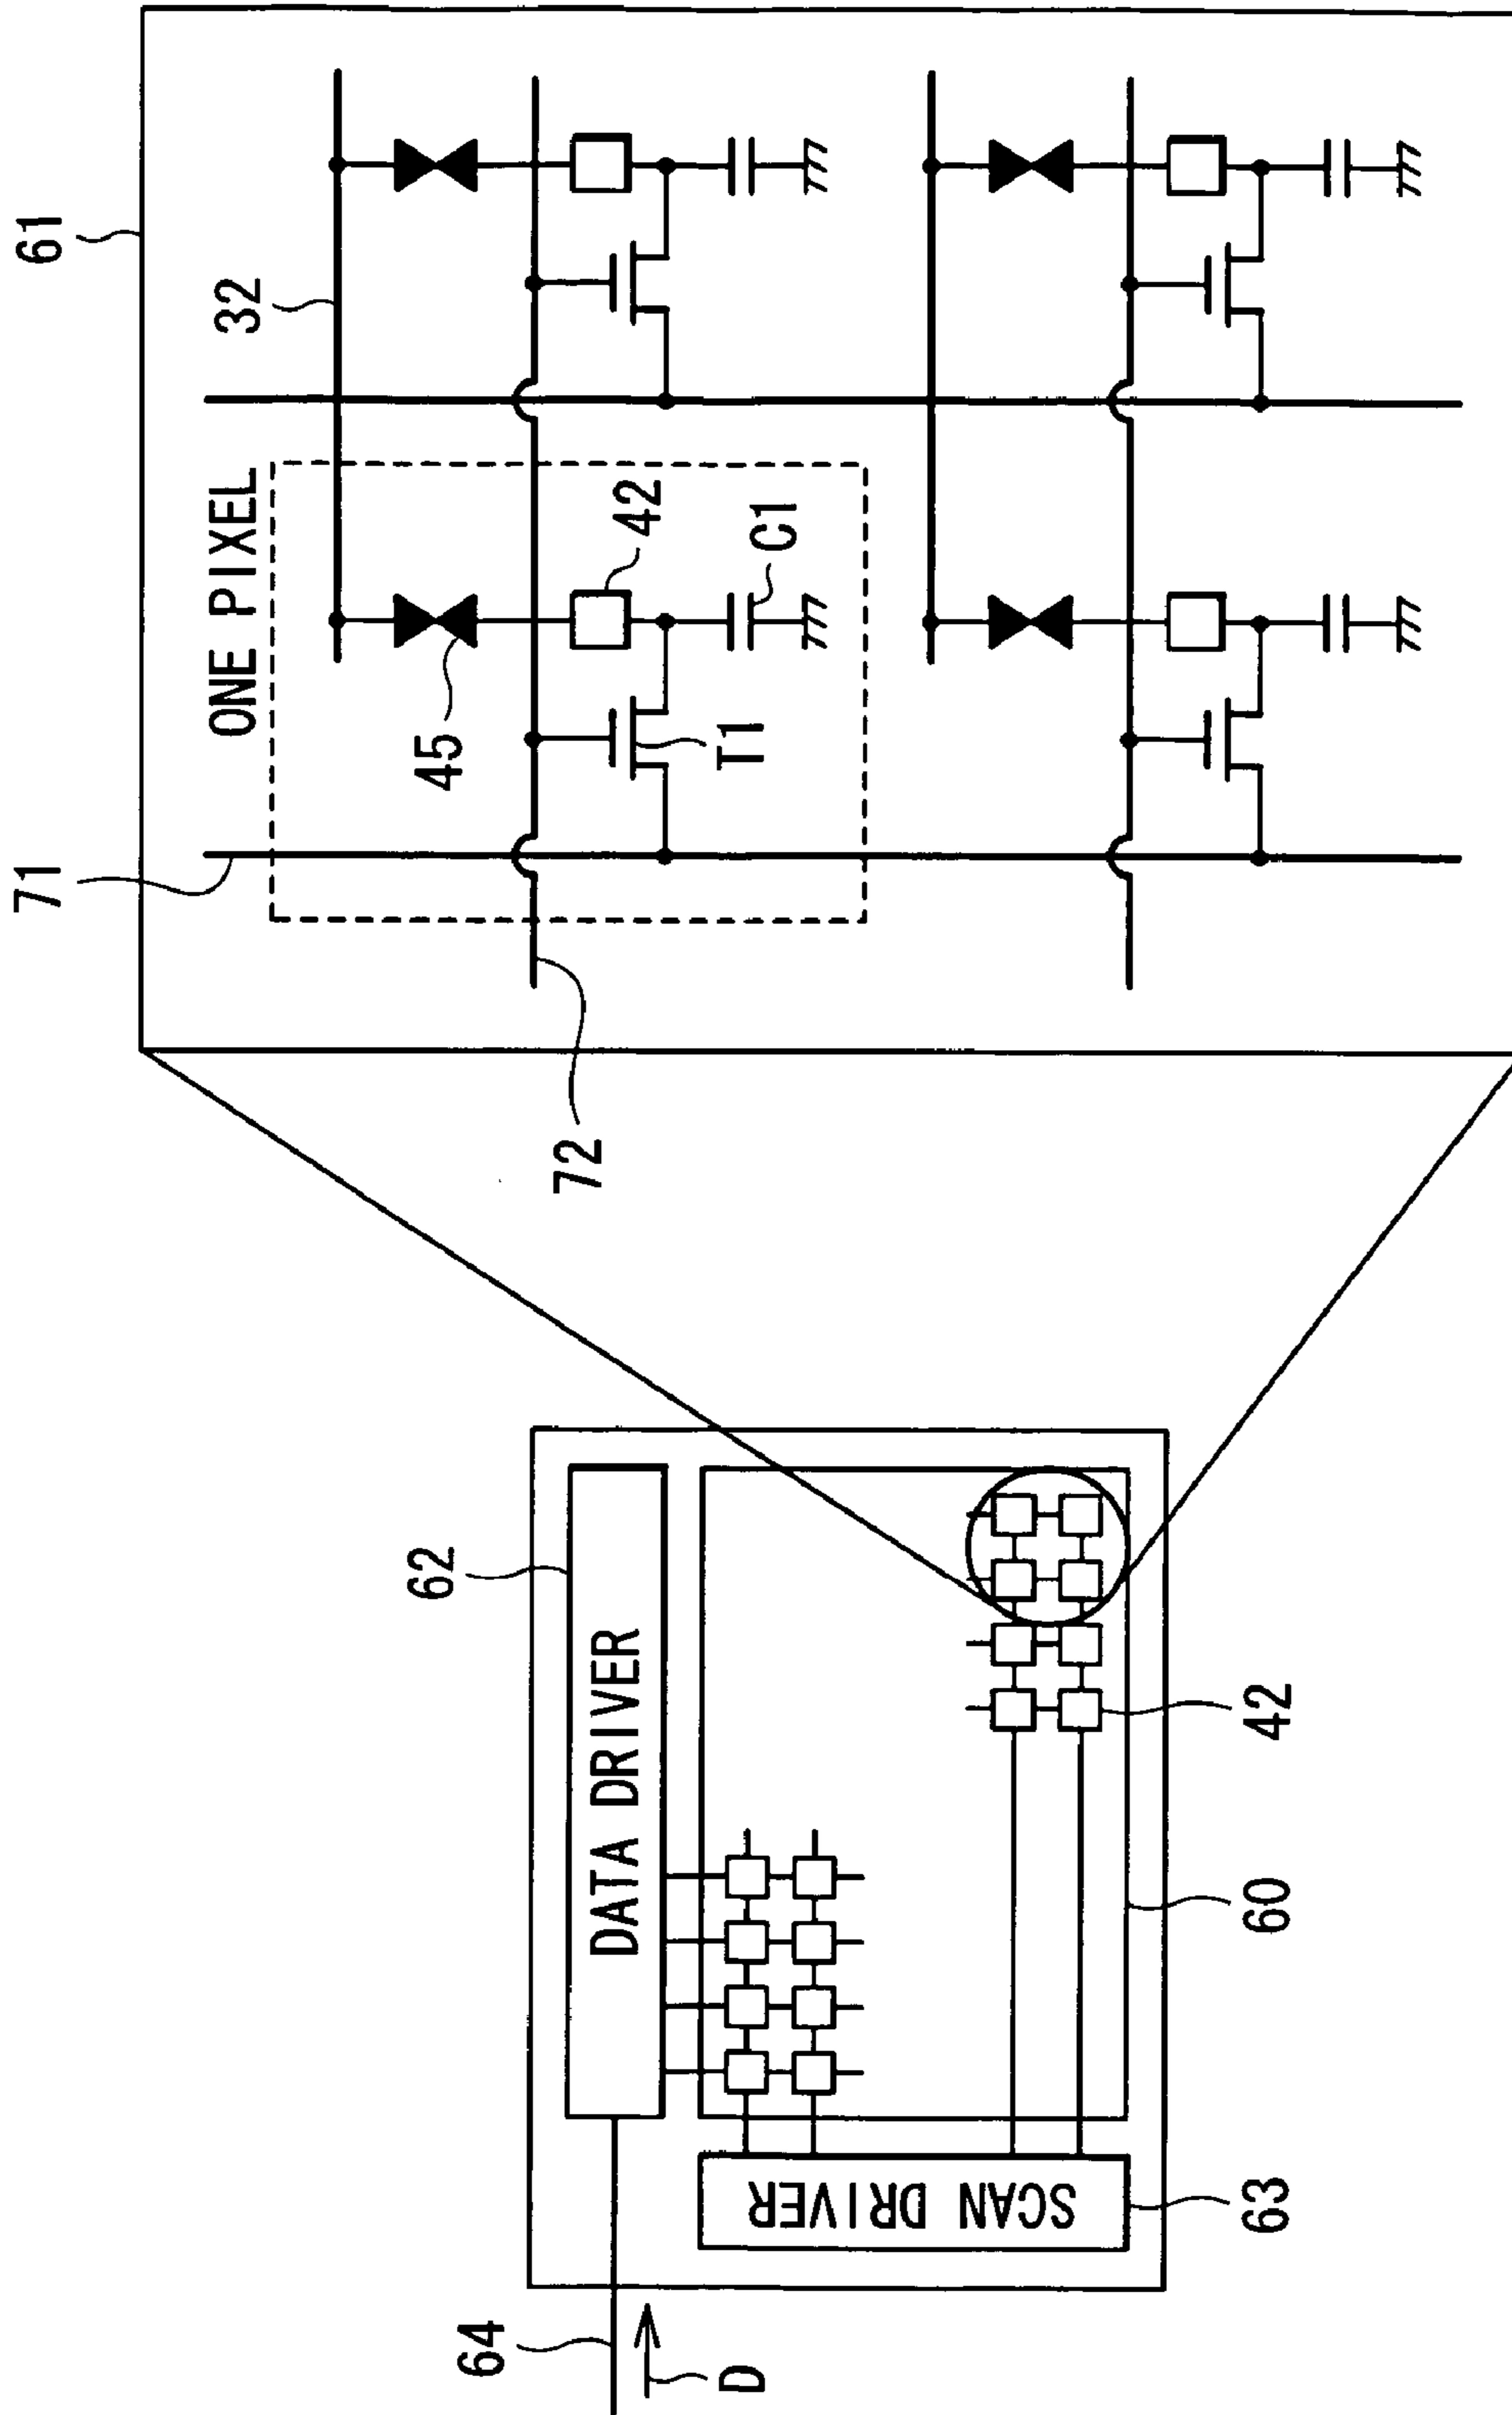 61
71
32
ONE PIXEL
45
42
T1
C1
72
62
DATA DRIVER
64
D
SCAN DRIVER
63
60
42